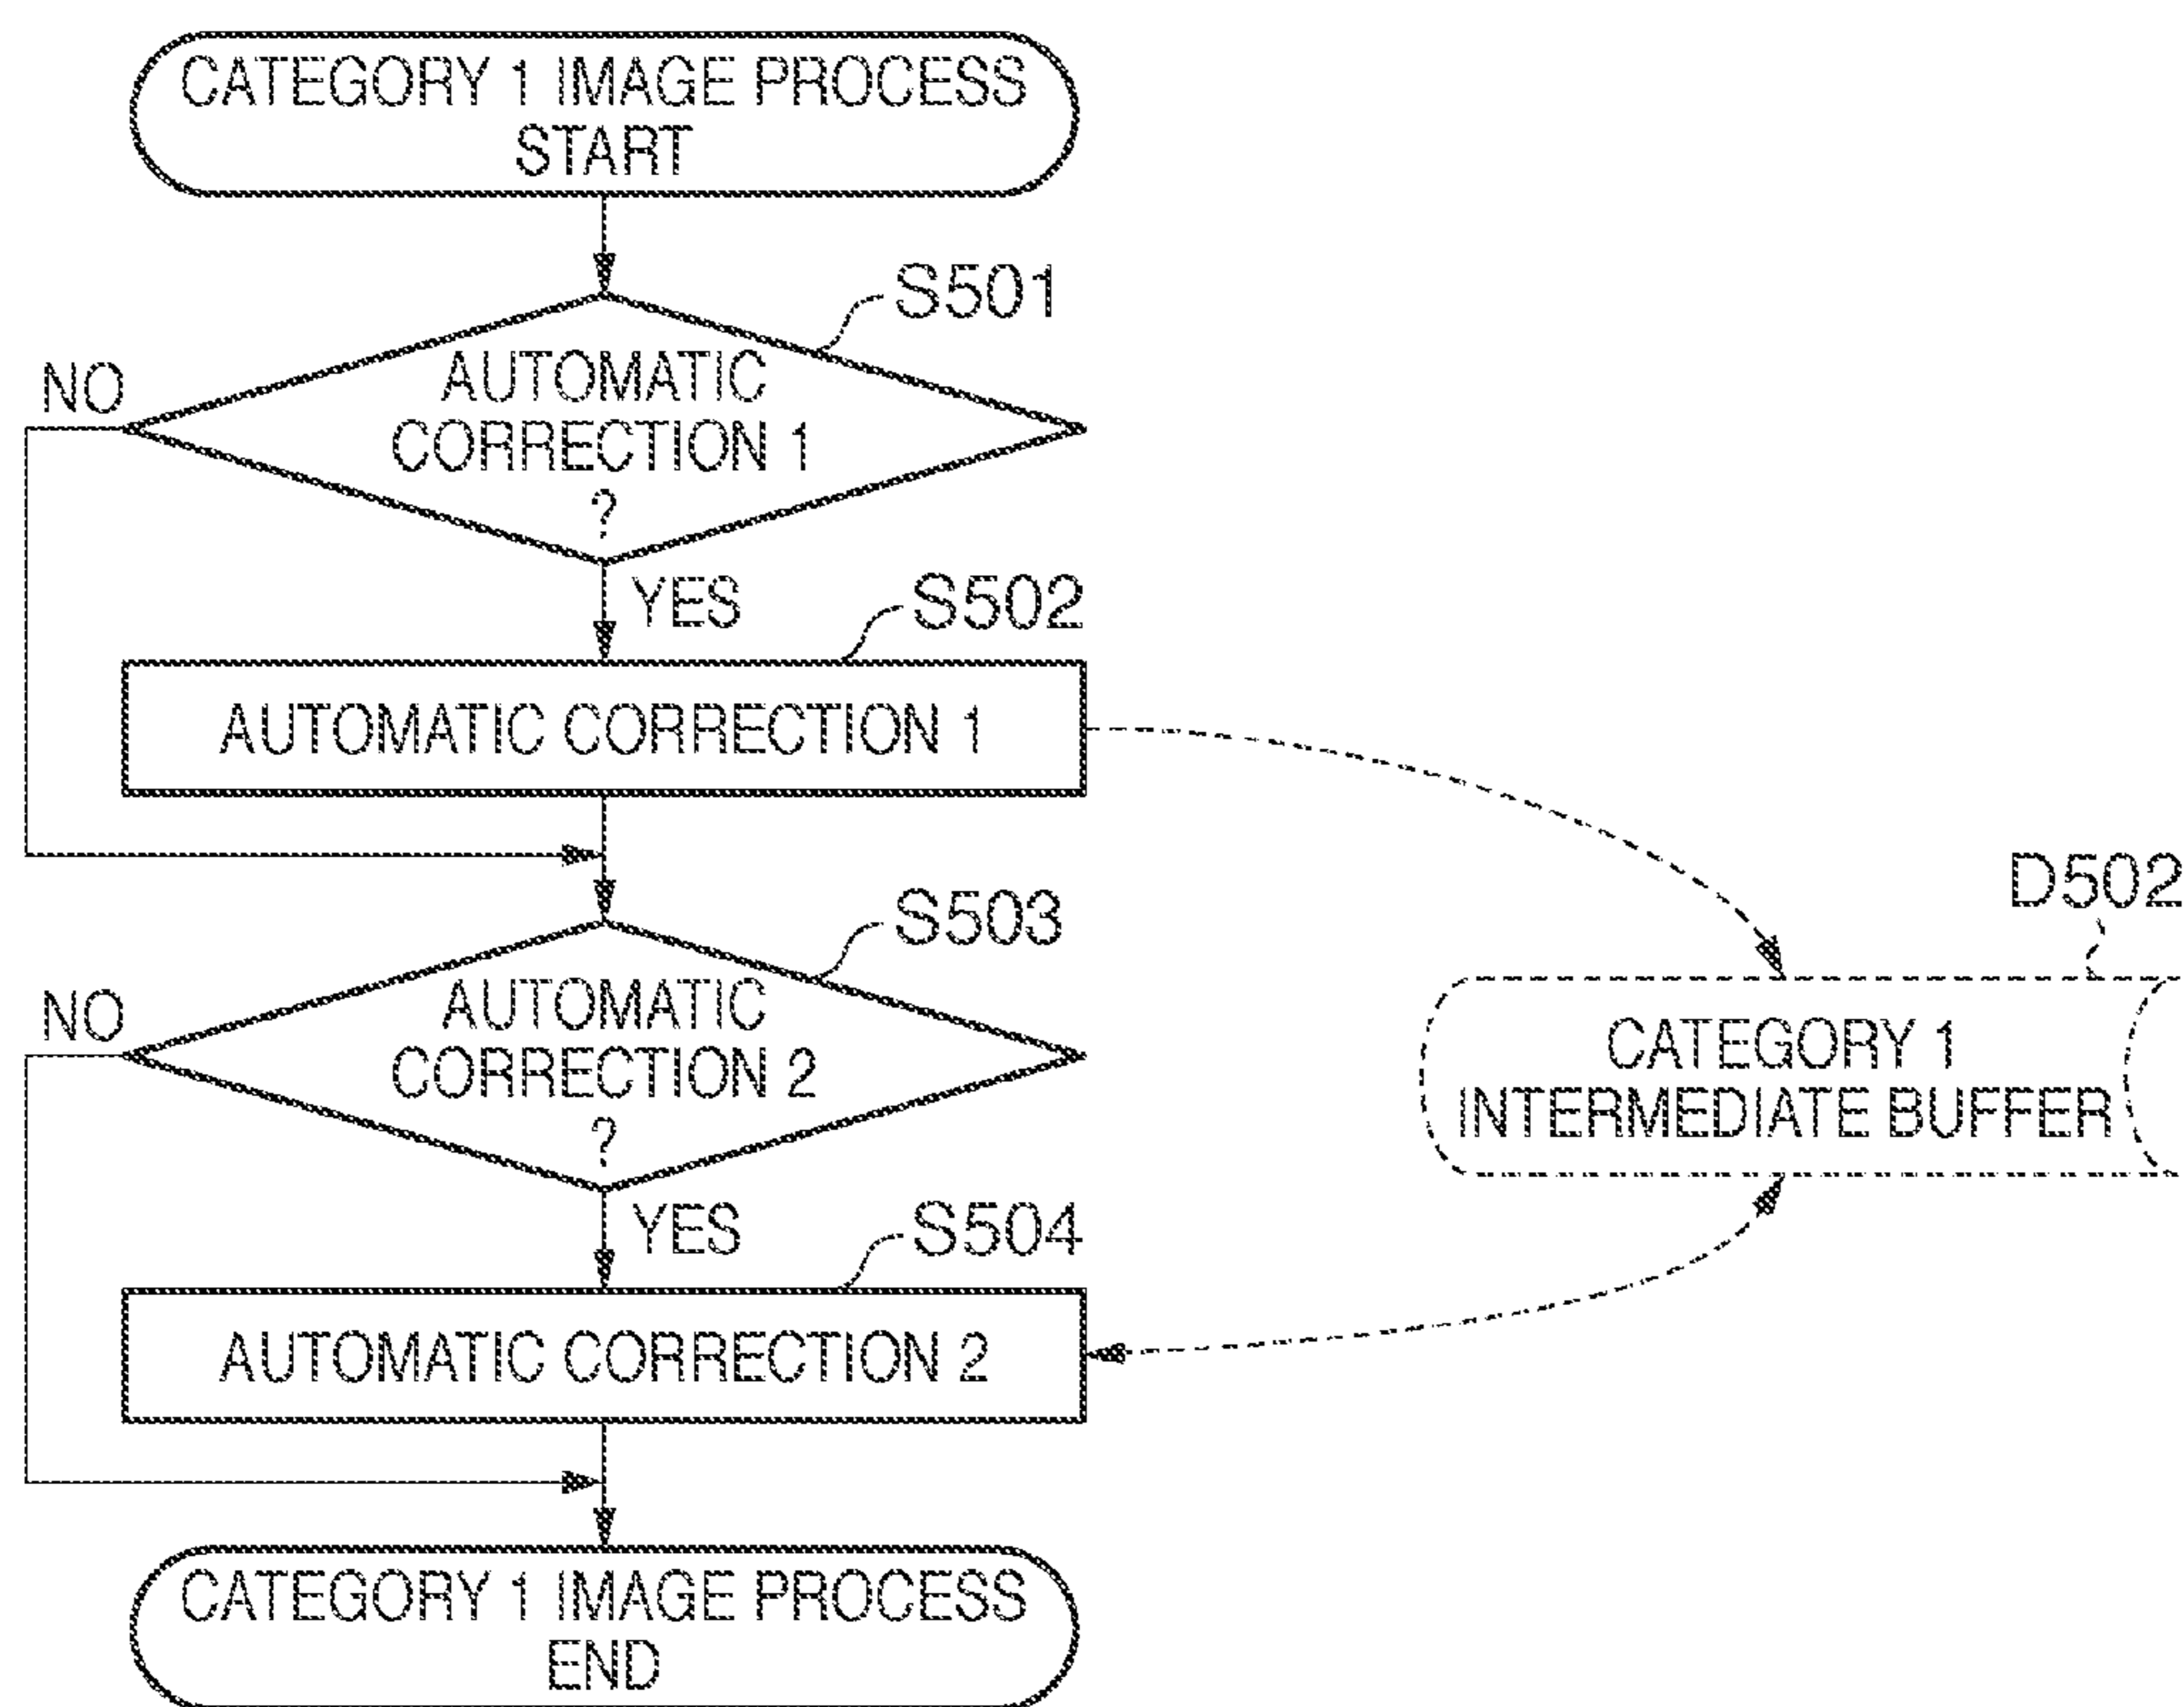 CATEGORY 1 IMAGE PROCESS
START
S501
NO
AUTOMATIC
CORRECTION 1
?
YES
S502
AUTOMATIC CORRECTION 1
D502
S503
NO
AUTOMATIC
CORRECTION 2
?
CATEGORY 1
INTERMEDIATE BUFFER
YES
S504
AUTOMATIC CORRECTION 2
CATEGORY 1 IMAGE PROCESS
END